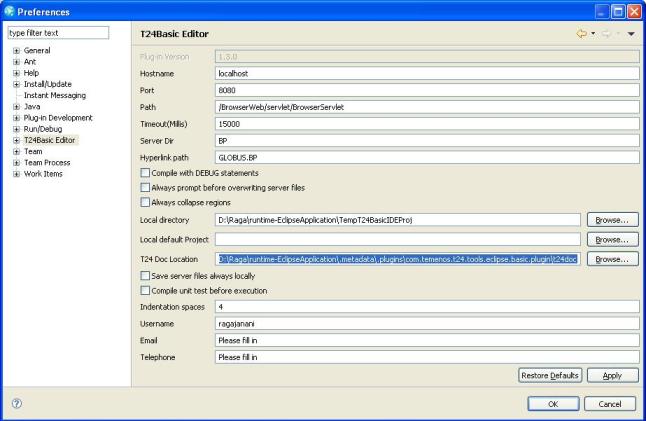 Preferences
type filter text
T24Basic Editor
General
Ant
Help
Install/Update
Instant Messaging
Java
Plug-in Development
Run/Debug
T24Basic Editor
Team
Team Process
Work Items
Plug-in Version 1.3.0
Hostname localhost
Port 8080
Path /BrowserWeb/servlet/BrowserServlet
Timeout(Millis) 15000
Server Dir BP
Hyperlink path GLOBUS.BP
Compile with DEBUG statements
Always prompt before overwriting server files
Always collapse regions
Local directory D:\Raga\runtime-EclipseApplication\TempT24BasicIDEProj Browse...
Local default Project Browse...
T24 Doc Location D:\Raga\runtime-EclipseApplication\.metadata\.plugins\com.temenos.t24.tools.eclipse.basic.plugin\t24doc Browse...
Save server files always locally
Compile unit test before execution
Indentation spaces 4
Username ragajanani
Email Please fill in
Telephone Please fill in
Restore Defaults Apply
? OK Cancel